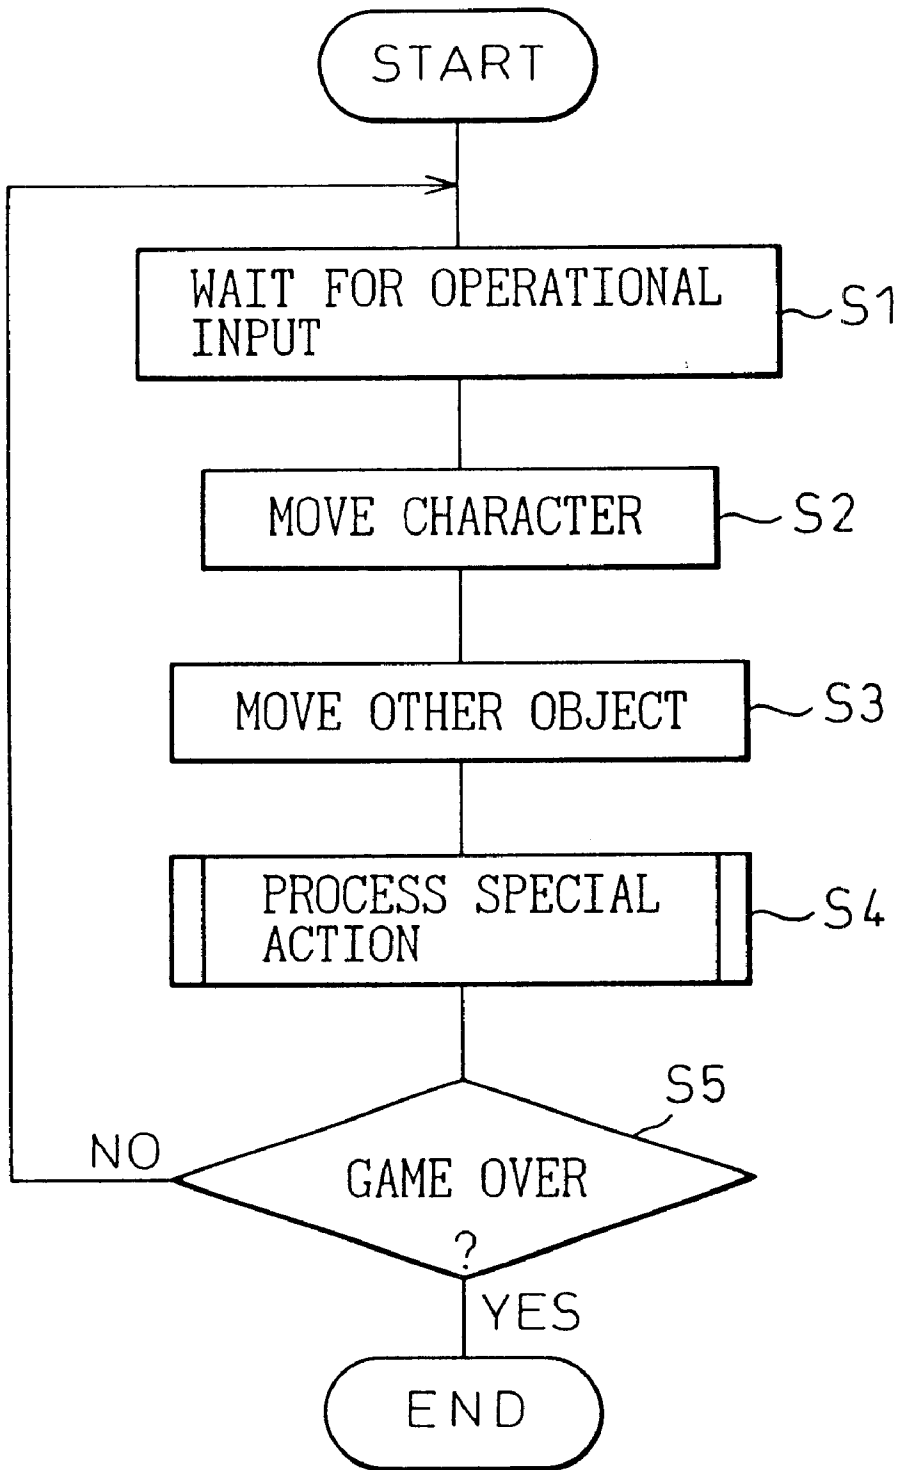 START
WAIT FOR OPERATIONAL
INPUT
S1
MOVE CHARACTER
S2
MOVE OTHER OBJECT
S3
PROCESS SPECIAL
ACTION
S4
S5
NO
GAME OVER
?
YES
END